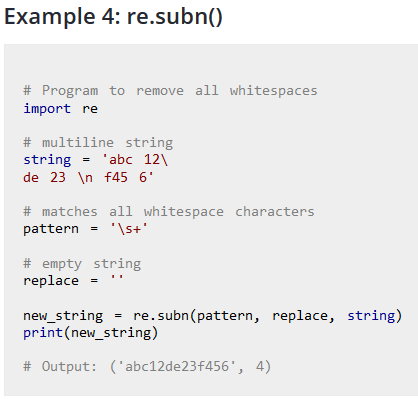 Example 4: re.subn()
# Program to remove all whitespaces
import re
# multiline string
string = 'abc 12\
de 23 \n f45 6'
# matches all whitespace characters
pattern = '\s+'
# empty string
replace = ''
new_string = re.subn(pattern, replace, string)
print(new_string)
# Output: ('abc12de23f456', 4)